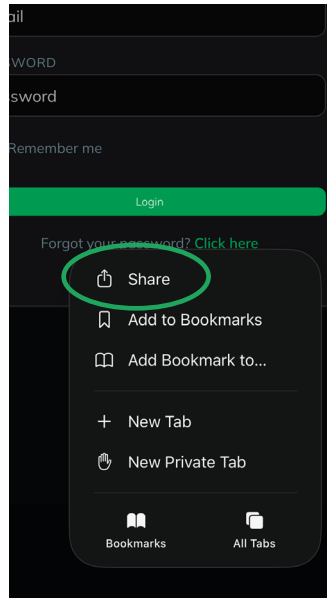 ail
SWORD
ssword
Remember me
Login
Forgot your password? Click here
Share
Add to Bookmarks
Add Bookmark to...
New Tab
New Private Tab
Bookmarks
All Tabs